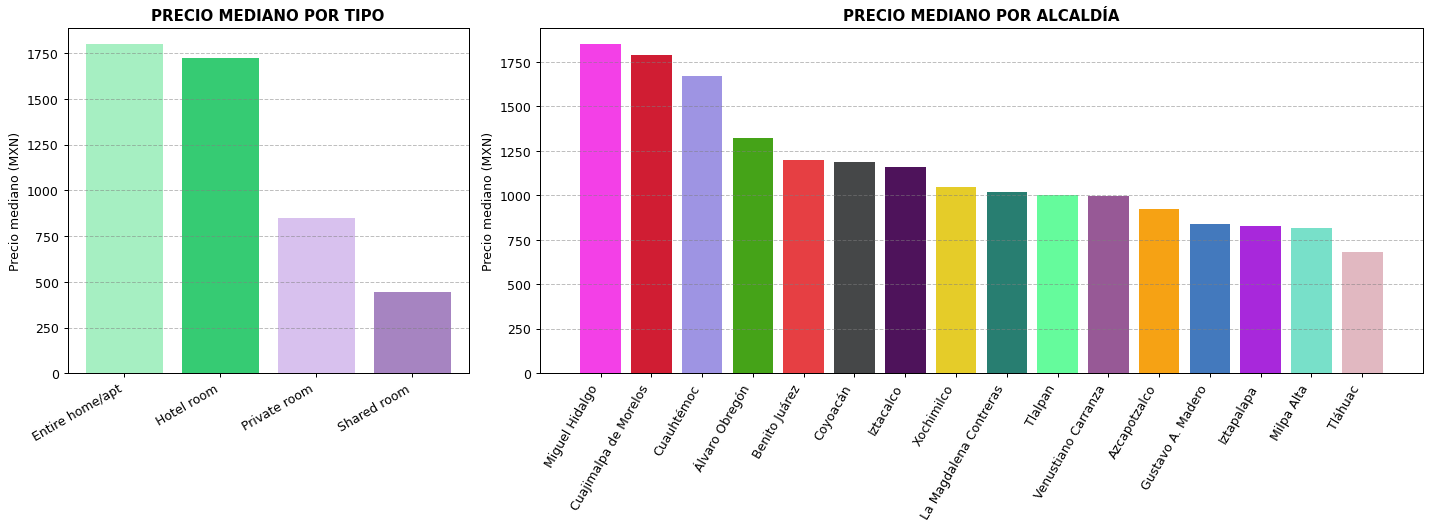 PRECIO MEDIANO POR TIPO
Precio mediano (MXN)
1750
1500
1250
1000
750
500
250
0
Entire home/apt
Hotel room
Private room
Shared room
PRECIO MEDIANO POR ALCALDÍA
Precio mediano (MXN)
1750
1500
1250
1000
750
500
250
0
Miguel Hidalgo
Cuajimalpa de Morelos
Cuauhtémoc
Álvaro Obregón
Benito Juárez
Coyoacán
Iztacalco
Xochimilco
La Magdalena Contreras
Tlalpan
Venustiano Carranza
Azcapotzalco
Gustavo A. Madero
Iztapalapa
Milpa Alta
Tláhuac